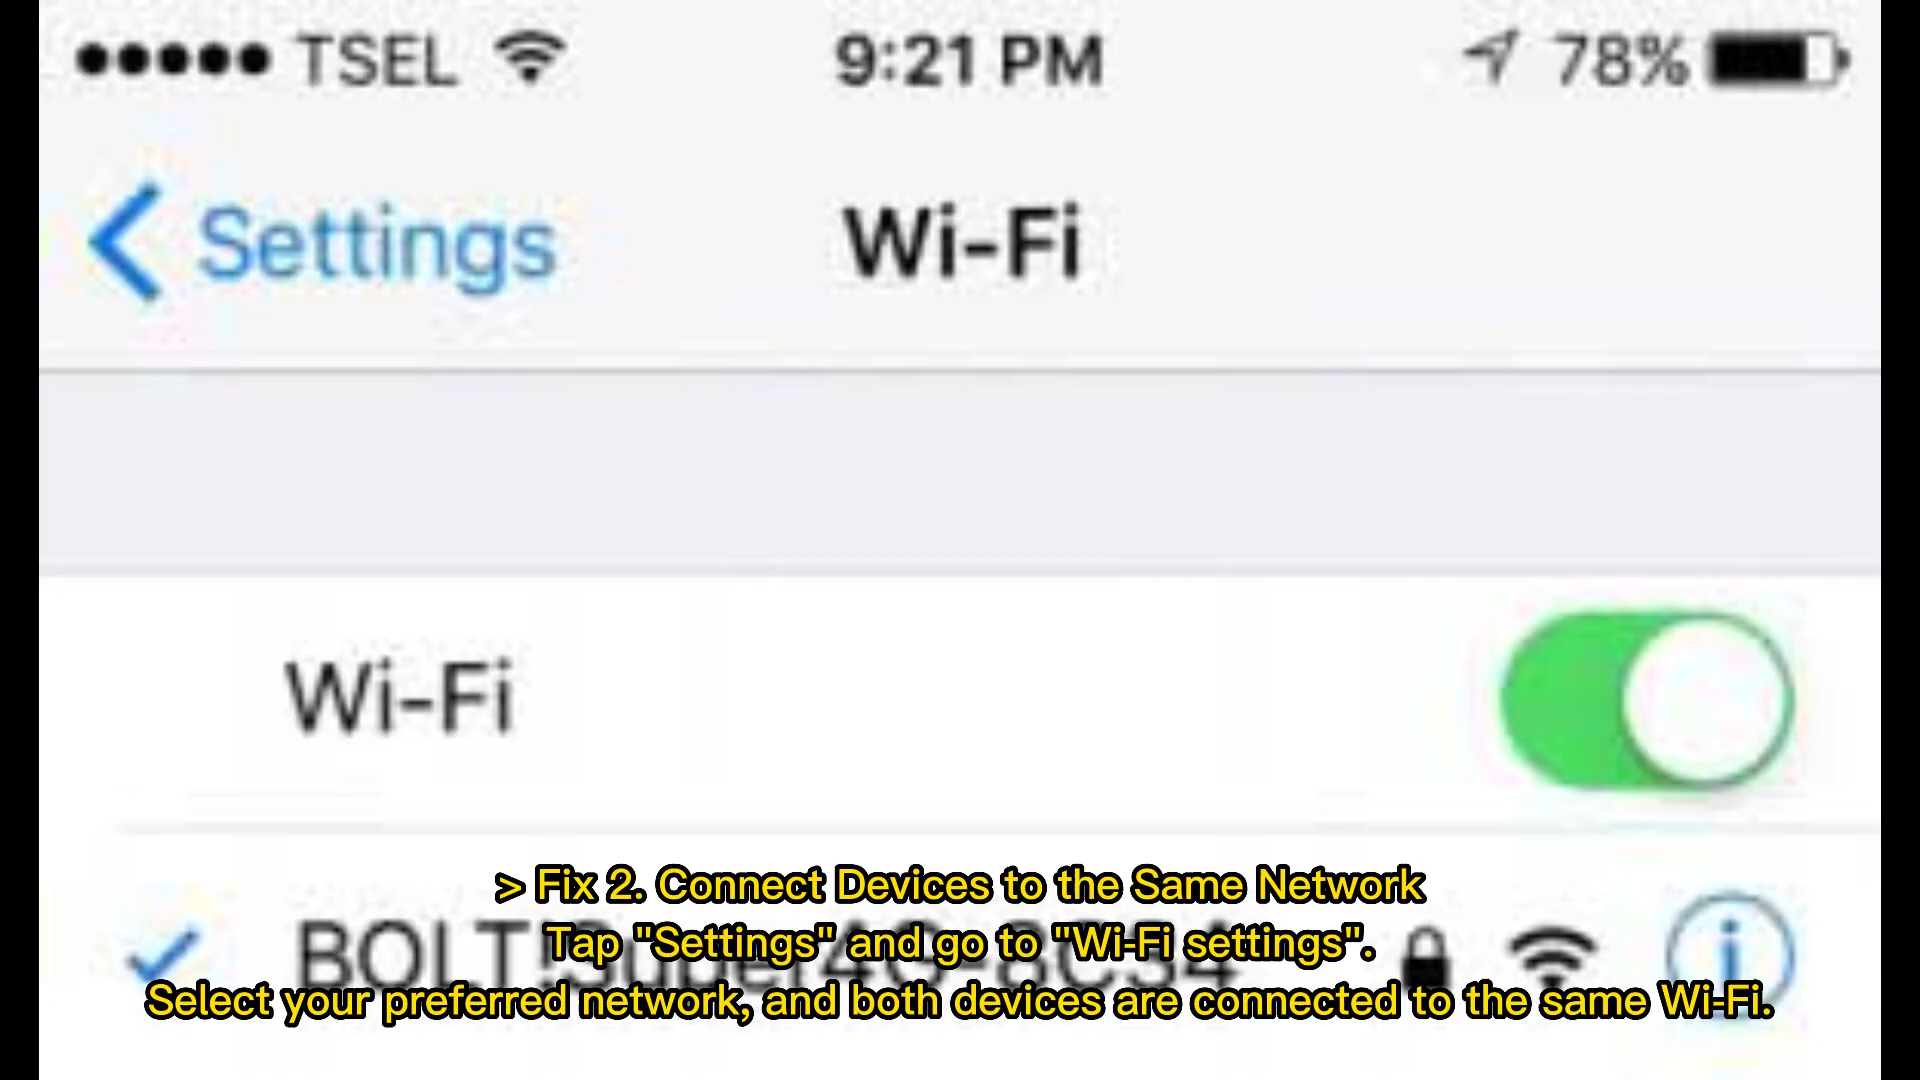 TSEL 9:21 PM 78%
Settings Wi-Fi
Wi-Fi
> Fix 2. Connect Devices to the Same Network
BOLT!Super4G-8C34
Tap "Settings" and go to "Wi-Fi settings".
Select your preferred network, and both devices are connected to the same Wi-Fi.